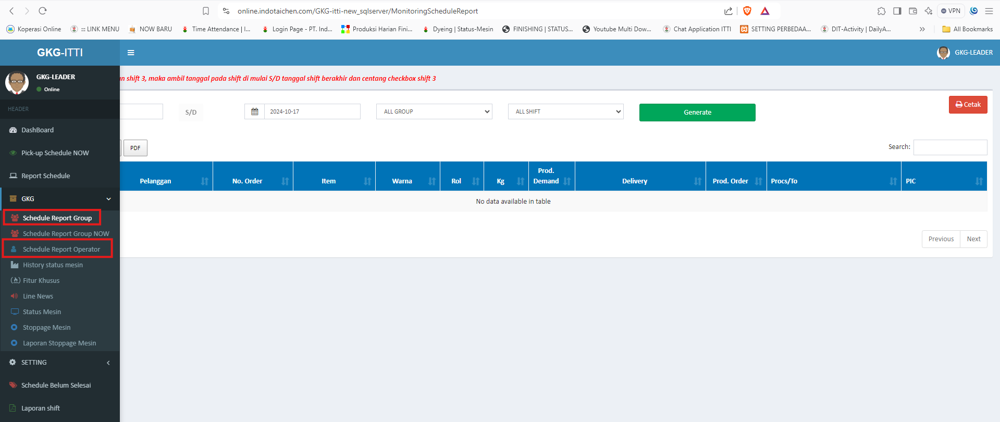 online.indotaichen.com/GKG-itti-new_sqlserver/MonitoringScheduleReport
VPN
Koperasi Online
::: LINK MENU
NOW BARU
Time Attendance | I...
Login Page - PT. Ind...
Produksi Harian Fini...
Dyeing | Status-Mesin
FINISHING | STATUS...
Youtube Multi Dow...
Chat Application ITTI
SETTING PERBEDAA...
DIT-Activity | DailyA...
All Bookmarks
GKG-ITTI
GKG-LEADER
GKG-LEADER
Online
HEADER
DashBoard
Pick-up Schedule NOW
Report Schedule
GKG
Schedule Report Group
Schedule Report Group NOW
Schedule Report Operator
History status mesin
Fitur Khusus
Line News
Status Mesin
Stoppage Mesin
Laporan Stoppage Mesin
SETTING
Schedule Belum Selesai
Laporan shift
shift 3, maka ambil tanggal pada shift di mulai S/D tanggal shift berakhir dan centang checkbox shift 3
S/D
2024-10-17
ALL GROUP
ALL SHIFT
Generate
Cetak
PDF
Search:
Pelanggan
No. Order
Item
Warna
Rol
Kg
Prod. Demand
Delivery
Prod. Order
Procs/To
PIC
No data available in table
Previous
Next